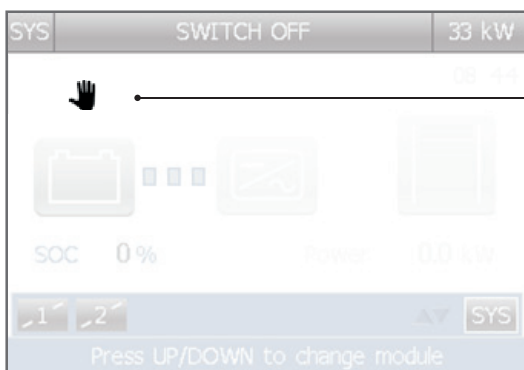 SYS SWITCH OFF 33 kW
08 44
SOC 0 % Power 0.0 kW
1 2 SYS
Press UP/DOWN to change module